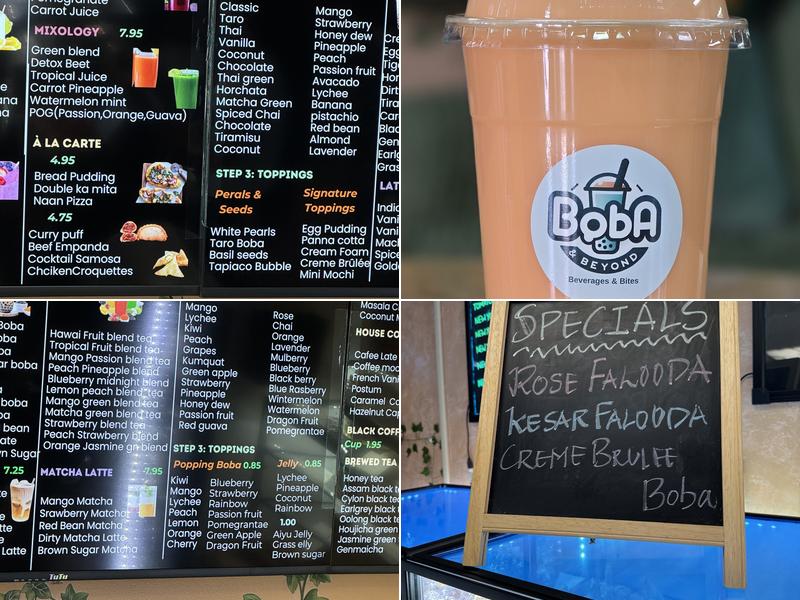 Carrot Juice
MIXOLOGY 7.95
Green blend
Detox Beet
Tropical Juice
Carrot Pineapple
Watermelon mint
POG(Passion,Orange,Guava)
À LA CARTE
4.95
Bread Pudding
Double ka mita
Naan Pizza
4.75
Curry puff
Beef Empanda
Cocktail Samosa
ChcikenCroquettes
Classic
Taro
Thai
Vanilla
Coconut
Chocolate
Thai green
Horchata
Matcha Green
Spiced Chai
Chocolate
Tiramisu
Coconut
Mango
Strawberry
Honey dew
Pineapple
Peach
Passion fruit
Avacado
Lychee
Banana
pistachio
Red bean
Almond
Lavender
STEP 3: TOPPINGS
Perals &
Seeds
White Pearls
Taro Boba
Basil seeds
Tapiaco Bubble
Signature
Toppings
Egg Pudding
Panna cotta
Cream Foam
Creme Brûlée
Mini Mochi
BobA
& BEYOND
Beverages & Bites
Boba
7.25
Hawai Fruit blend tea
Tropical Fruit blend tea
Mango Passion blend tea
Peach Pineapple blend
Blueberry midnight blend
Lemon peach blend tea
Mango green blend tea
Matcha green blend tea
Strawberry blend tea
Peach Strawberry blend
Orange Jasmine gn blend
MATCHA LATTE 7.95
Mango Matcha
Srawberry Matcha
Red Bean Matcha
Dirty Matcha Latte
Brown Sugar Matcha
Mango
Lychee
Kiwi
Peach
Grapes
Kumquat
Green apple
Strawberry
Pineapple
Honey dew
Passion fruit
Red guava
Rose
Chai
Orange
Lavender
Mulberry
Blueberry
Black berry
Blue Rasberry
Wintermelon
Watermelon
Dragon Fruit
Pomegrantae
STEP 3: TOPPINGS
Popping Boba 0.85
Kiwi
Mango
Lychee
Peach
Lemon
Orange
Cherry
Blueberry
Strawberry
Rainbow
Passion fruit
Pomegrantae
Green Apple
Dragon Fruit
Jelly 0.85
Lychee
Pineapple
Coconut
Rainbow
1.00
Aiyu Jelly
Grass elly
Brown sugar
HOUSE CO
Cafee Late
Coffee moc
French Vani
Postum
Caramel
Hazelnut Cap
BLACK COFF
Cup 1.95
BREWED TEA
Honey tea
Assam black
Cylon black t
Earlgrey black
Oolong black t
Houjicha green
Jasmine green
Genmaicha
TuTu
SPECIALS
ROSE FALOODA
KESAR FALOODA
CREME BRULEE
Boba